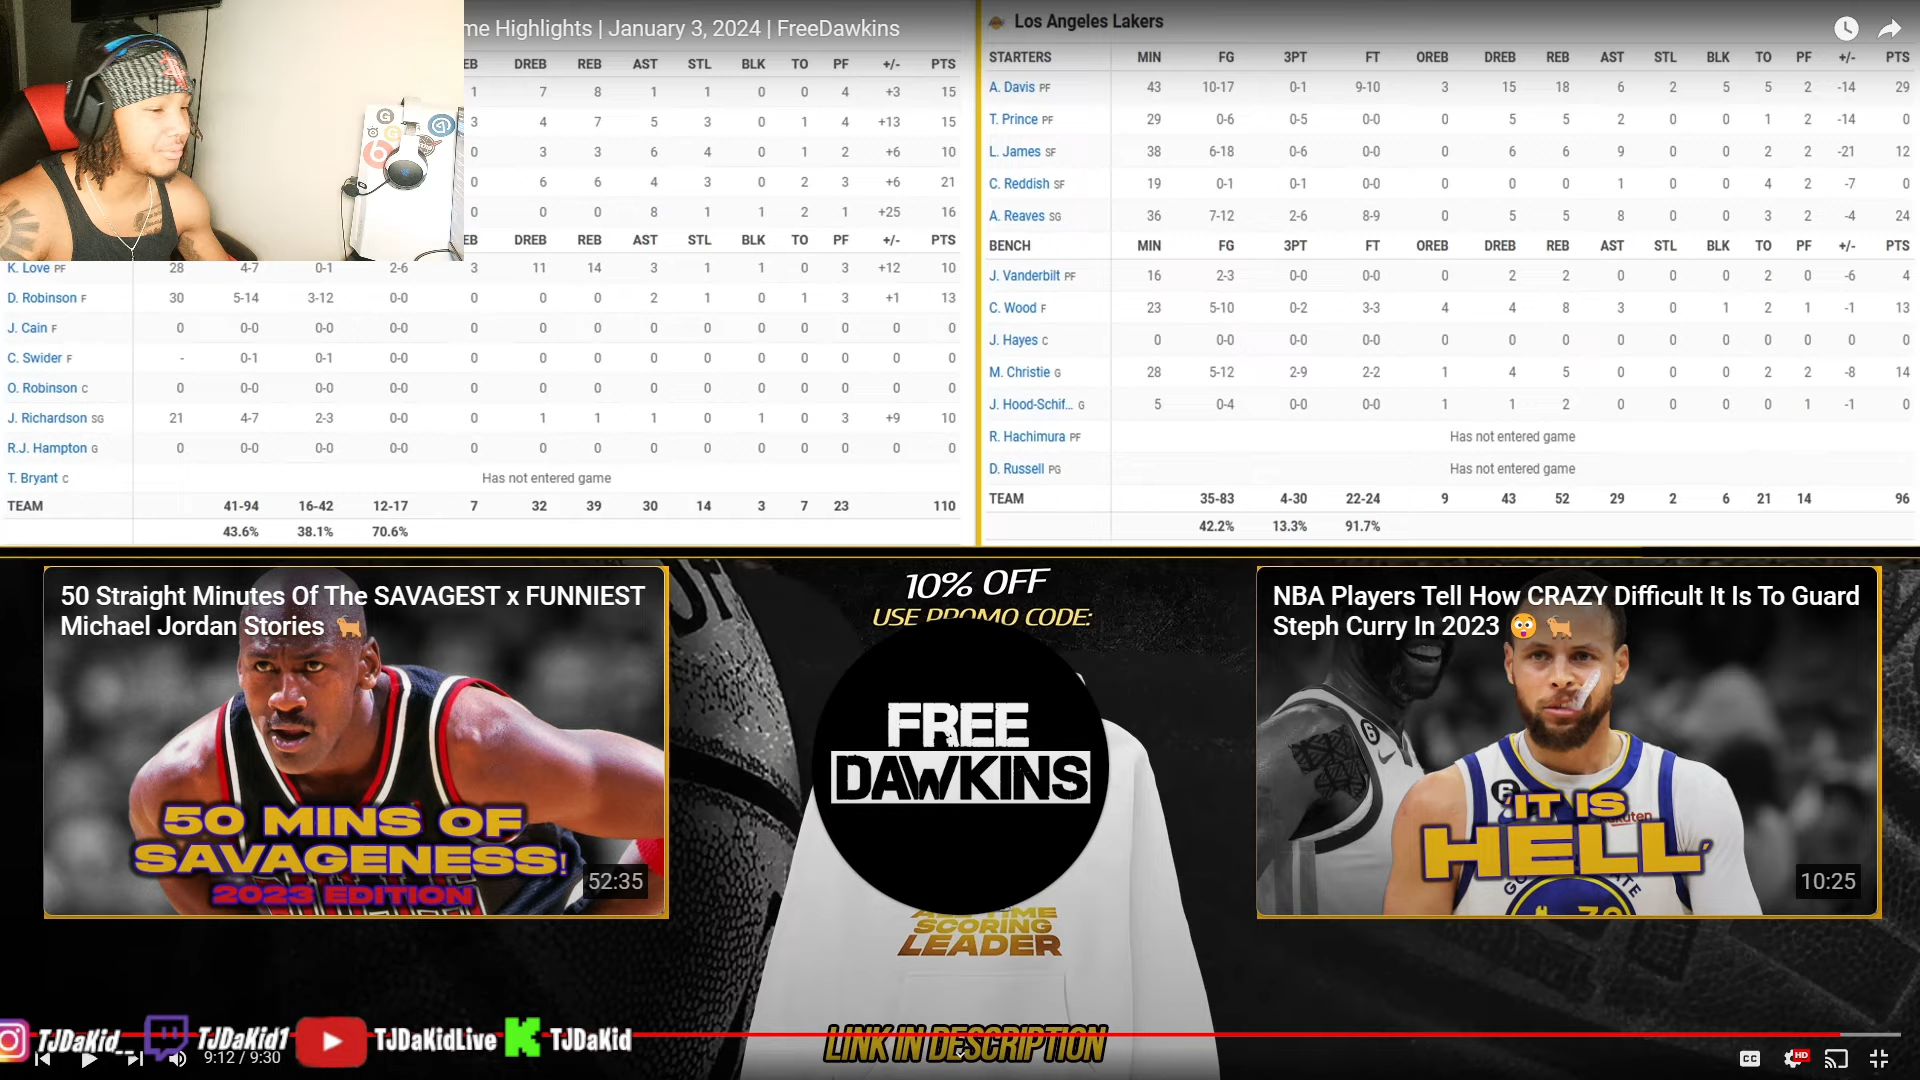 me Highlights | January 3, 2024 | FreeDawkins
EB DREB REB AST STL BLK TO PF +/- PTS
1 7 8 1 1 0 0 4 +3 15
3 4 7 5 3 0 1 4 +13 15
0 3 3 6 4 0 1 2 +6 10
0 6 6 4 3 0 2 3 +6 21
0 0 0 8 1 1 2 1 +25 16
EB DREB REB AST STL BLK TO PF +/- PTS
K. Love PF 28 4-7 0-1 2-6 3 11 14 3 1 1 0 3 +12 10
D. Robinson F 30 5-14 3-12 0-0 0 0 0 2 1 0 1 3 +1 13
J. Cain F 0 0-0 0-0 0-0 0 0 0 0 0 0 0 0 0 0
C. Swider F - 0-1 0-1 0-0 0 0 0 0 0 0 0 0 0 0
O. Robinson C 0 0-0 0-0 0-0 0 0 0 0 0 0 0 0 0 0
J. Richardson SG 21 4-7 2-3 0-0 0 1 1 1 0 1 0 3 +9 10
R.J. Hampton G 0 0-0 0-0 0-0 0 0 0 0 0 0 0 0 0 0
T. Bryant C Has not entered game
TEAM 41-94 16-42 12-17 7 32 39 30 14 3 7 23 110
43.6% 38.1% 70.6%
Los Angeles Lakers
STARTERS MIN FG 3PT FT OREB DREB REB AST STL BLK TO PF +/- PTS
A. Davis PF 43 10-17 0-1 9-10 3 15 18 6 2 5 5 2 -14 29
T. Prince PF 29 0-6 0-5 0-0 0 5 5 2 0 0 1 2 -14 0
L. James SF 38 6-18 0-6 0-0 0 6 6 9 0 0 2 2 -21 12
C. Reddish SF 19 0-1 0-1 0-0 0 0 0 1 0 0 4 2 -7 0
A. Reaves SG 36 7-12 2-6 8-9 0 5 5 8 0 0 3 2 -4 24
BENCH MIN FG 3PT FT OREB DREB REB AST STL BLK TO PF +/- PTS
J. Vanderbilt PF 16 2-3 0-0 0-0 0 2 2 0 0 0 2 0 -6 4
C. Wood F 23 5-10 0-2 3-3 4 4 8 3 0 1 2 1 -1 13
J. Hayes C 0 0-0 0-0 0-0 0 0 0 0 0 0 0 0 0 0
M. Christie G 28 5-12 2-9 2-2 1 4 5 0 0 0 2 2 -8 14
J. Hood-Schif... G 5 0-4 0-0 0-0 1 1 2 0 0 0 0 1 -1 0
R. Hachimura PF Has not entered game
D. Russell PG Has not entered game
TEAM 35-83 4-30 22-24 9 43 52 29 2 6 21 14 96
42.2% 13.3% 91.7%
50 Straight Minutes Of The SAVAGEST x FUNNIEST
Michael Jordan Stories
50 MINS OF
SAVAGENESS!
2023 EDITION
52:35
10% OFF
USE PROMO CODE:
FREE
DAWKINS
ALL TIME
SCORING
LEADER
LINK IN DESCRIPTION
NBA Players Tell How CRAZY Difficult It Is To Guard
Steph Curry In 2023
'IT IS
HELL'
10:25
TJDaKid__ TJDaKid1 TJDaKidLive K TJDaKid
9:12 / 9:30
CC HD